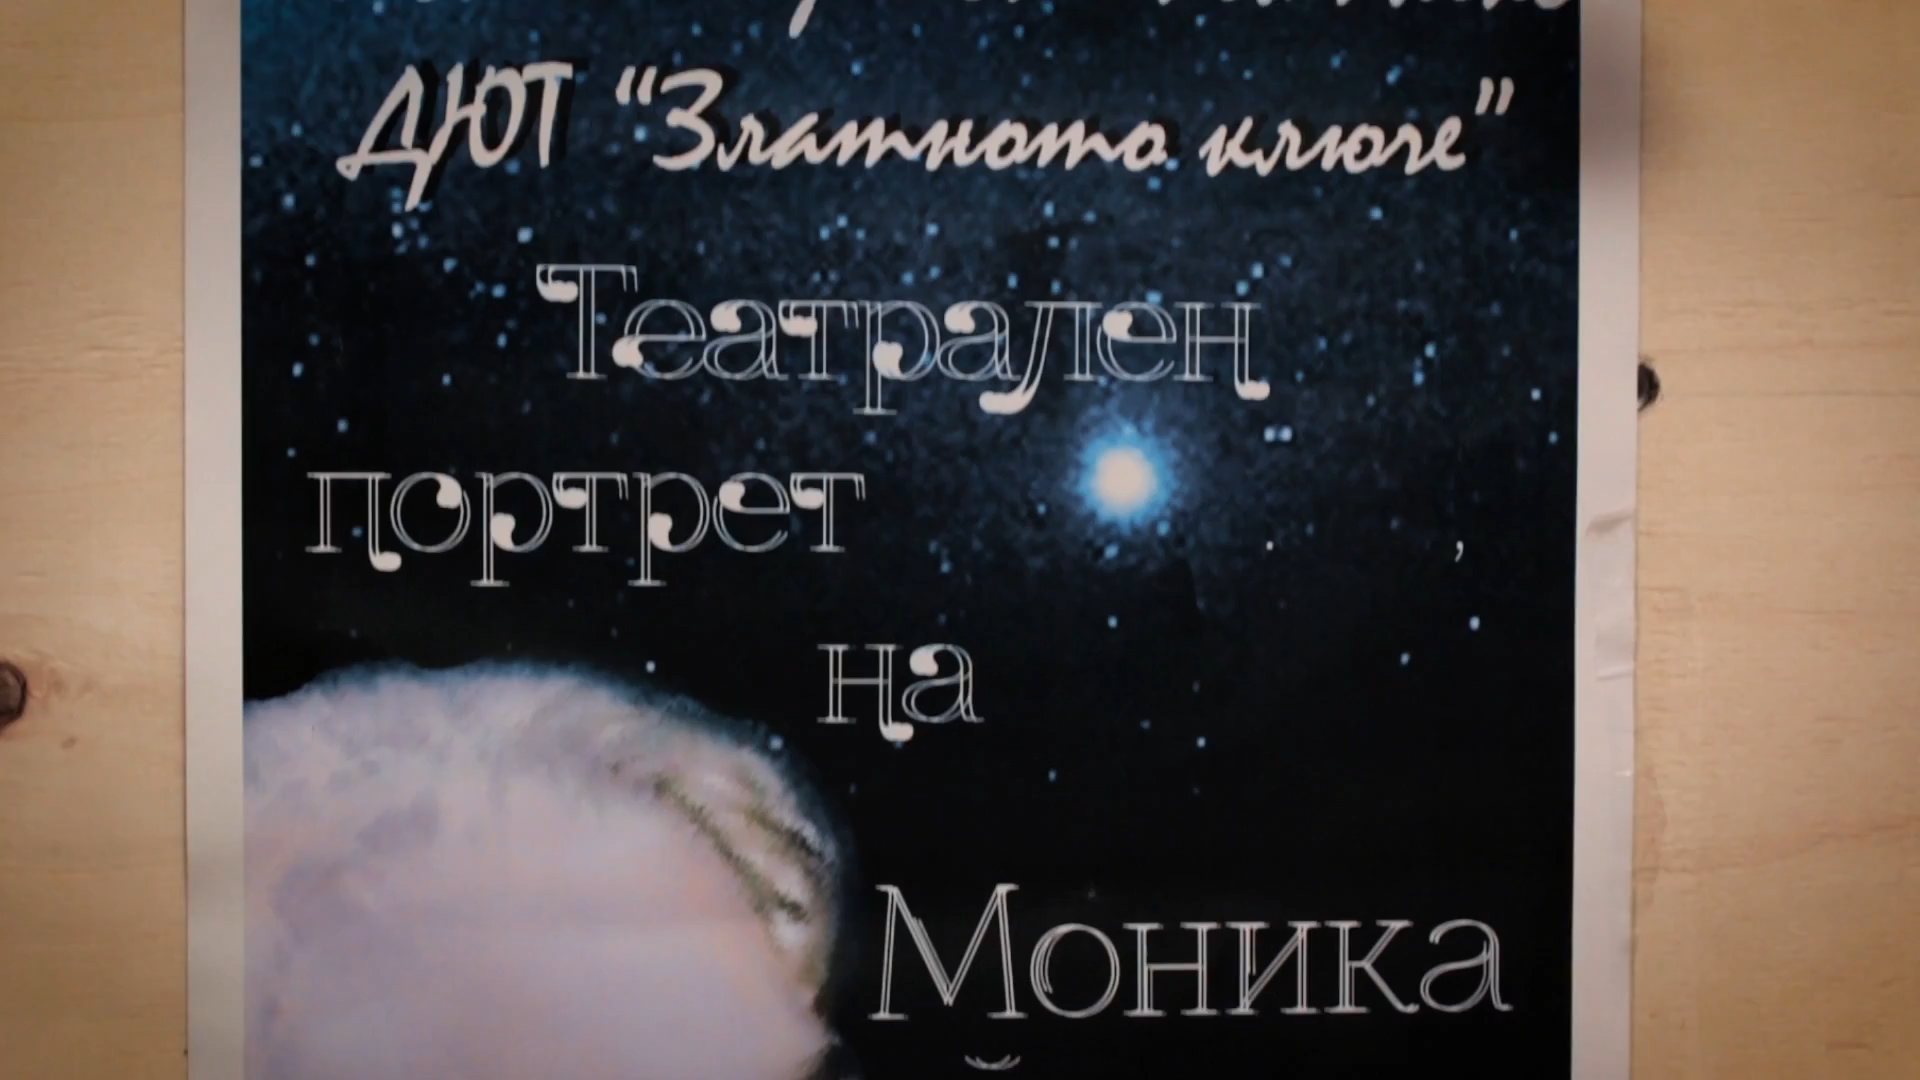 ДЮТ “Златното ключе”
Театрален
портрет
на
Моника